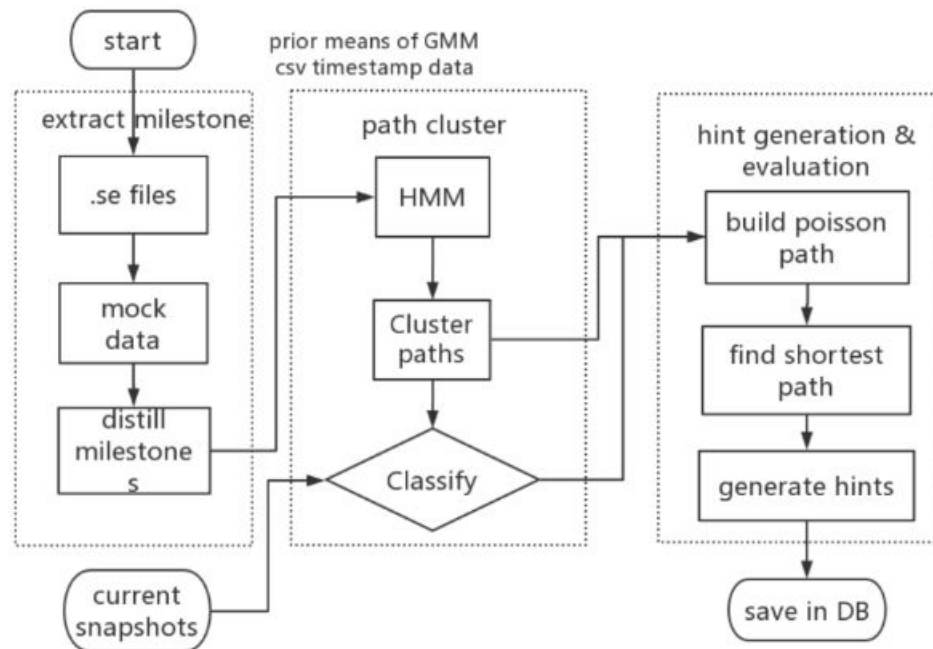 start
extract milestone
.se files
mock
data
distill
milestone
s
current
snapshots
prior means of GMM
csv timestamp data
path cluster
HMM
Cluster
paths
Classify
hint generation &
evaluation
build poisson
path
find shortest
path
generate hints
save in DB